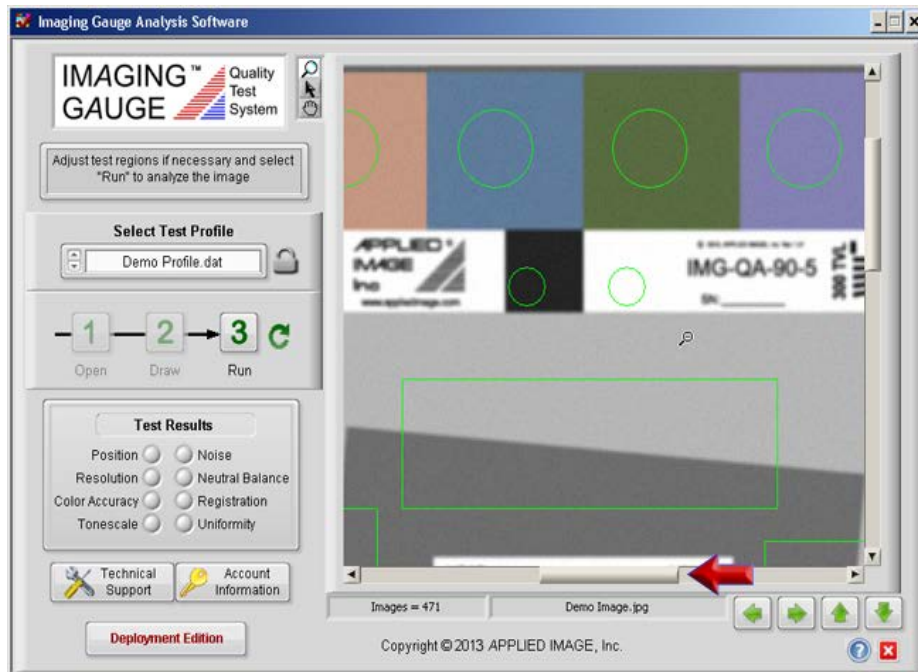 Imaging Gauge Analysis Software
IMAGING™
GAUGE
Quality
Test
System
Adjust test regions if necessary and select
"Run" to analyze the image
Select Test Profile
Demo Profile.dat
1
2
3
Open
Draw
Run
Test Results
Position
Noise
Resolution
Neutral Balance
Color Accuracy
Registration
Tonescale
Uniformity
Technical
Support
Account
Information
Deployment Edition
APPLIED
IMAGE
Inc
www.appliedimage.com
IMG-QA-90-5
SN:
300 TVL
Images = 471
Demo Image.jpg
Copyright © 2013 APPLIED IMAGE, Inc.